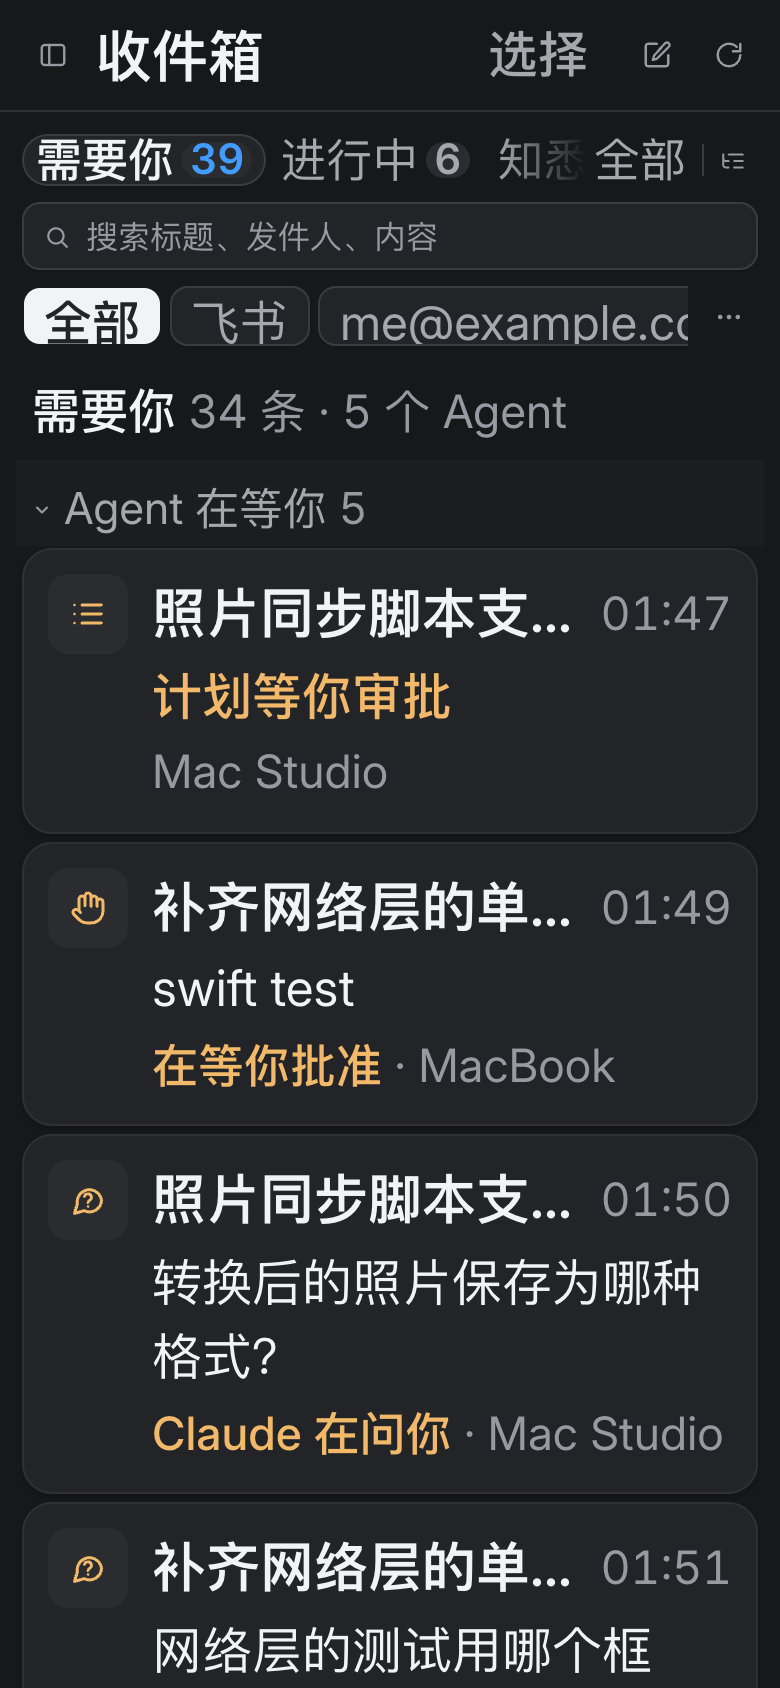 收件箱 选择
需要你 39 进行中 6 知悉 全部
搜索标题、发件人、内容
全部 飞书 me@example.co
需要你 34 条 · 5 个 Agent
Agent 在等你 5
照片同步脚本支... 01:47
计划等你审批
Mac Studio
补齐网络层的单... 01:49
swift test
在等你批准 · MacBook
照片同步脚本支... 01:50
转换后的照片保存为哪种
格式?
Claude 在问你 · Mac Studio
补齐网络层的单... 01:51
网络层的测试用哪个框